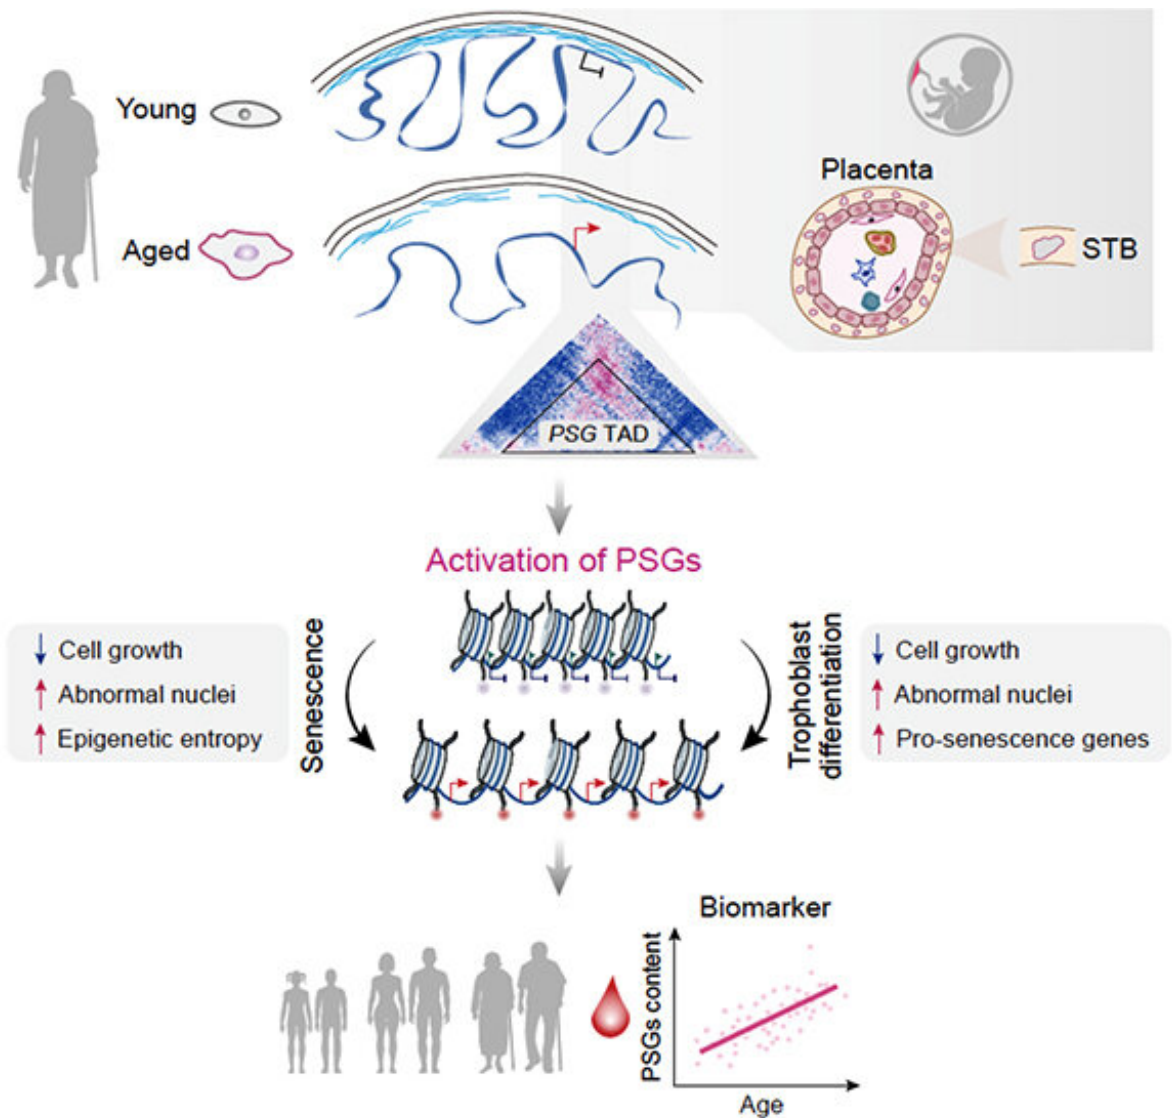 Young
Placenta
Aged
STB
PSG TAD
Activation of PSGs
Senescence
Trophoblast
differentiation
Cell growth
Abnormal nuclei
Epigenetic entropy
Cell growth
Abnormal nuclei
Pro-senescence genes
Biomarker
PSGs content
Age